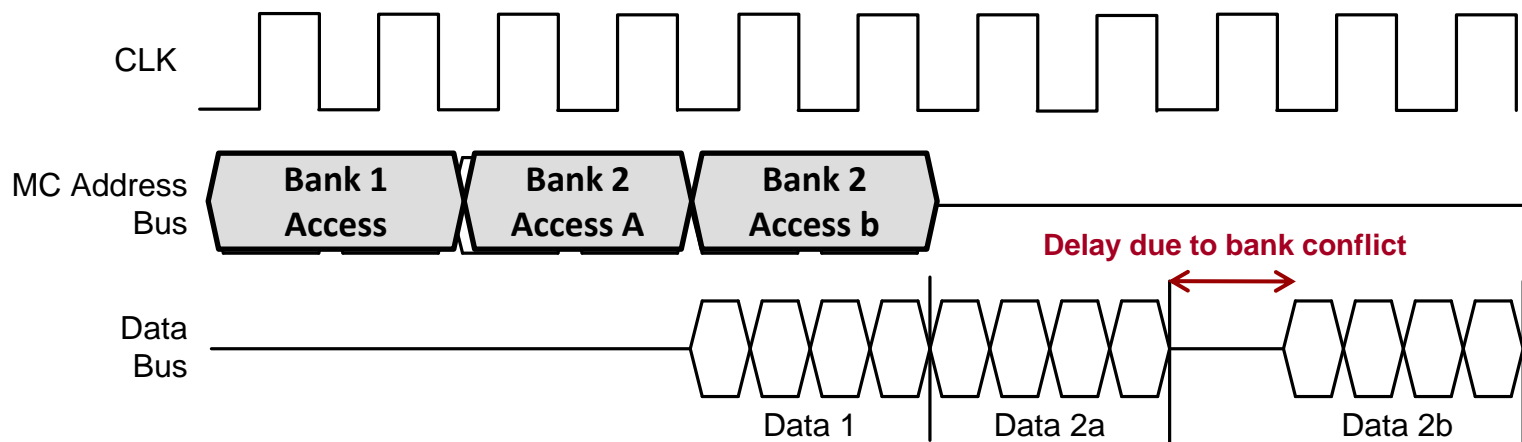 CLK
MC Address
Bus
Bank 1
Access
Bank 2
Access A
Bank 2
Access b
Delay due to bank conflict
Data
Bus
Data 1
Data 2a
Data 2b